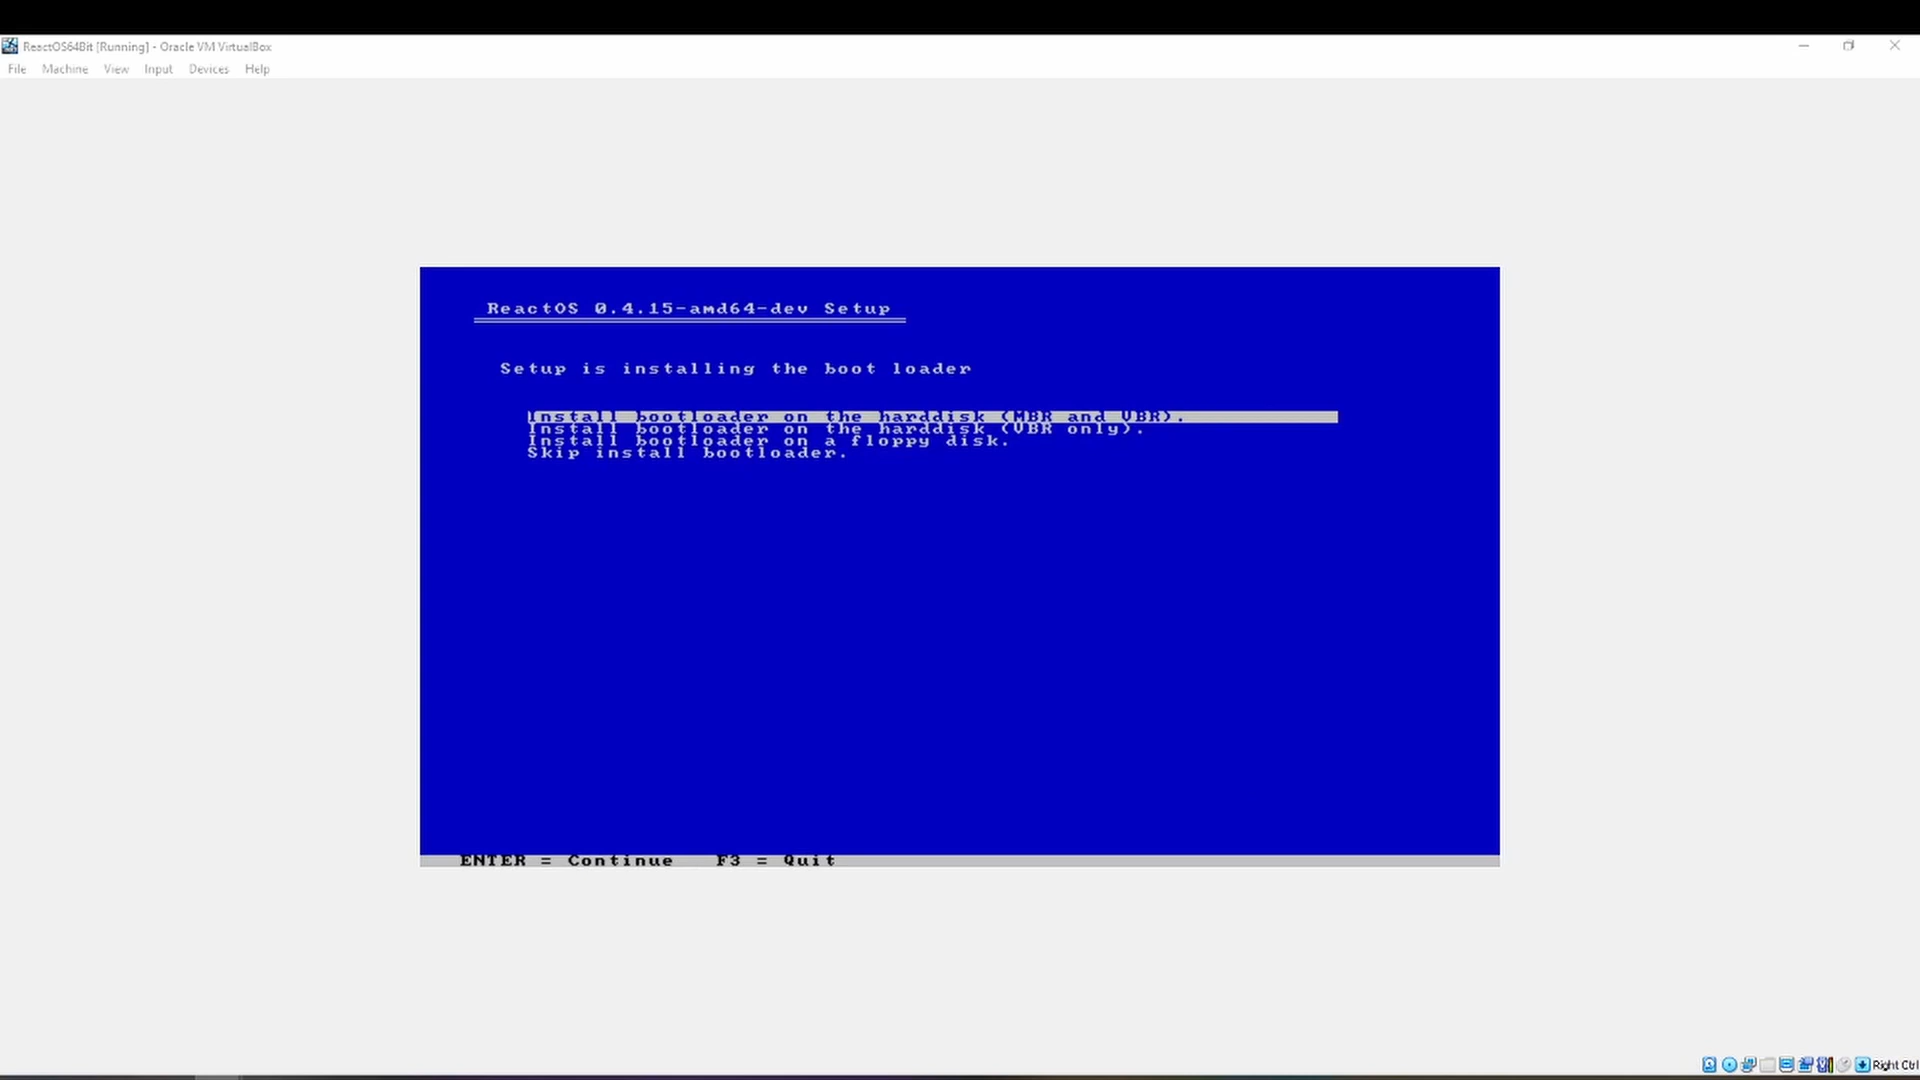 ReactOS64Bit [Running] - Oracle VM VirtualBox
File Machine View Input Devices Help
ReactOS 0.4.15-amd64-dev Setup
Setup is installing the boot loader
Install bootloader on the harddisk (MBR and VBR).
Install bootloader on the harddisk (VBR only).
Install bootloader on a floppy disk.
Skip install bootloader.
ENTER = Continue F3 = Quit
Right Ctrl